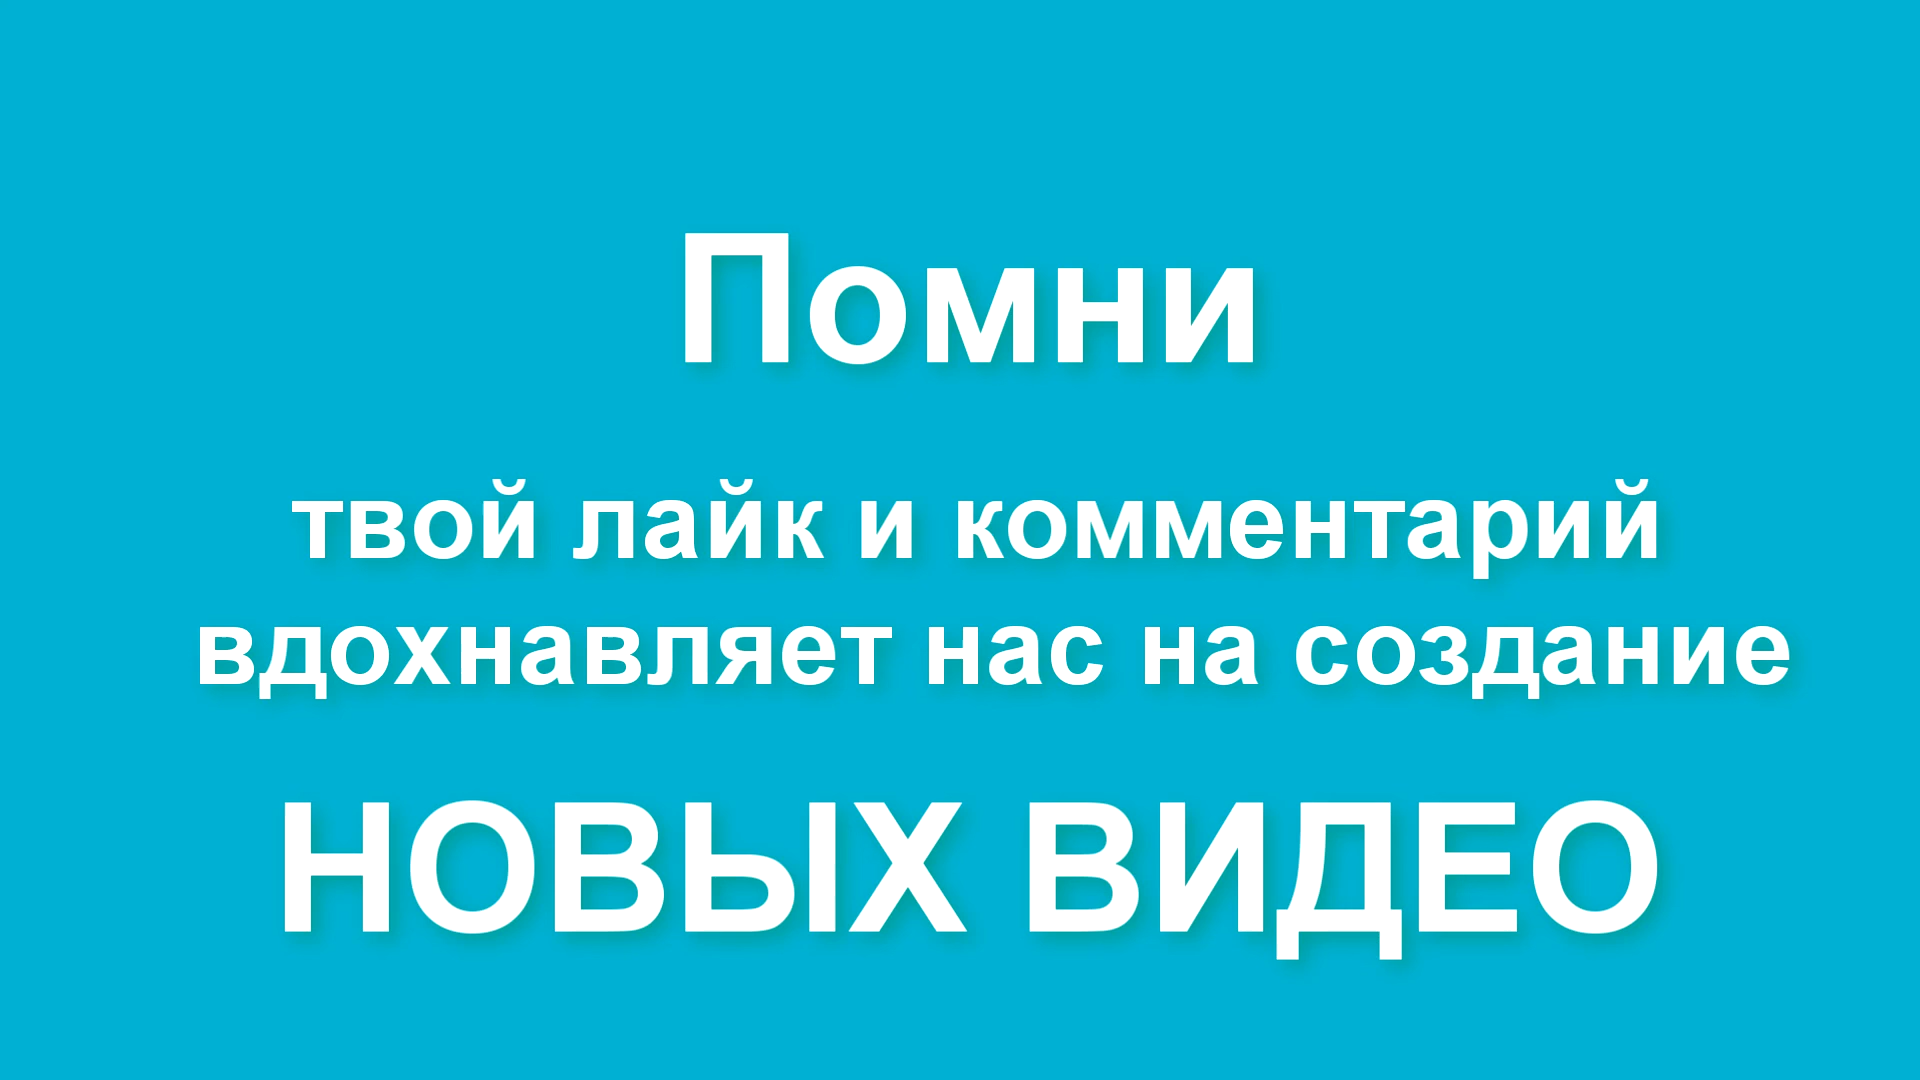 Помни
твой лайк и комментарий
вдохнавляет нас на создание
НОВЫХ ВИДЕО